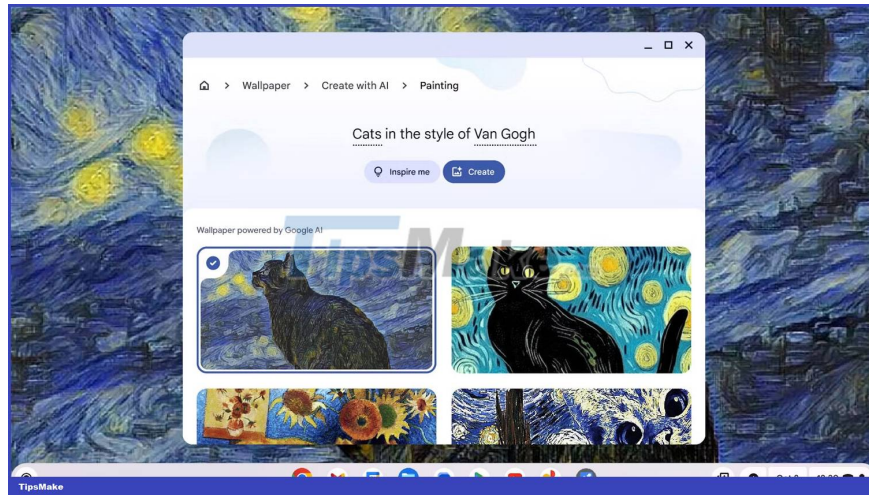 Wallpaper > Create with AI > Painting
Cats in the style of Van Gogh
Inspire me
Create
Wallpaper powered by Google AI
TipsMake
TipsMake